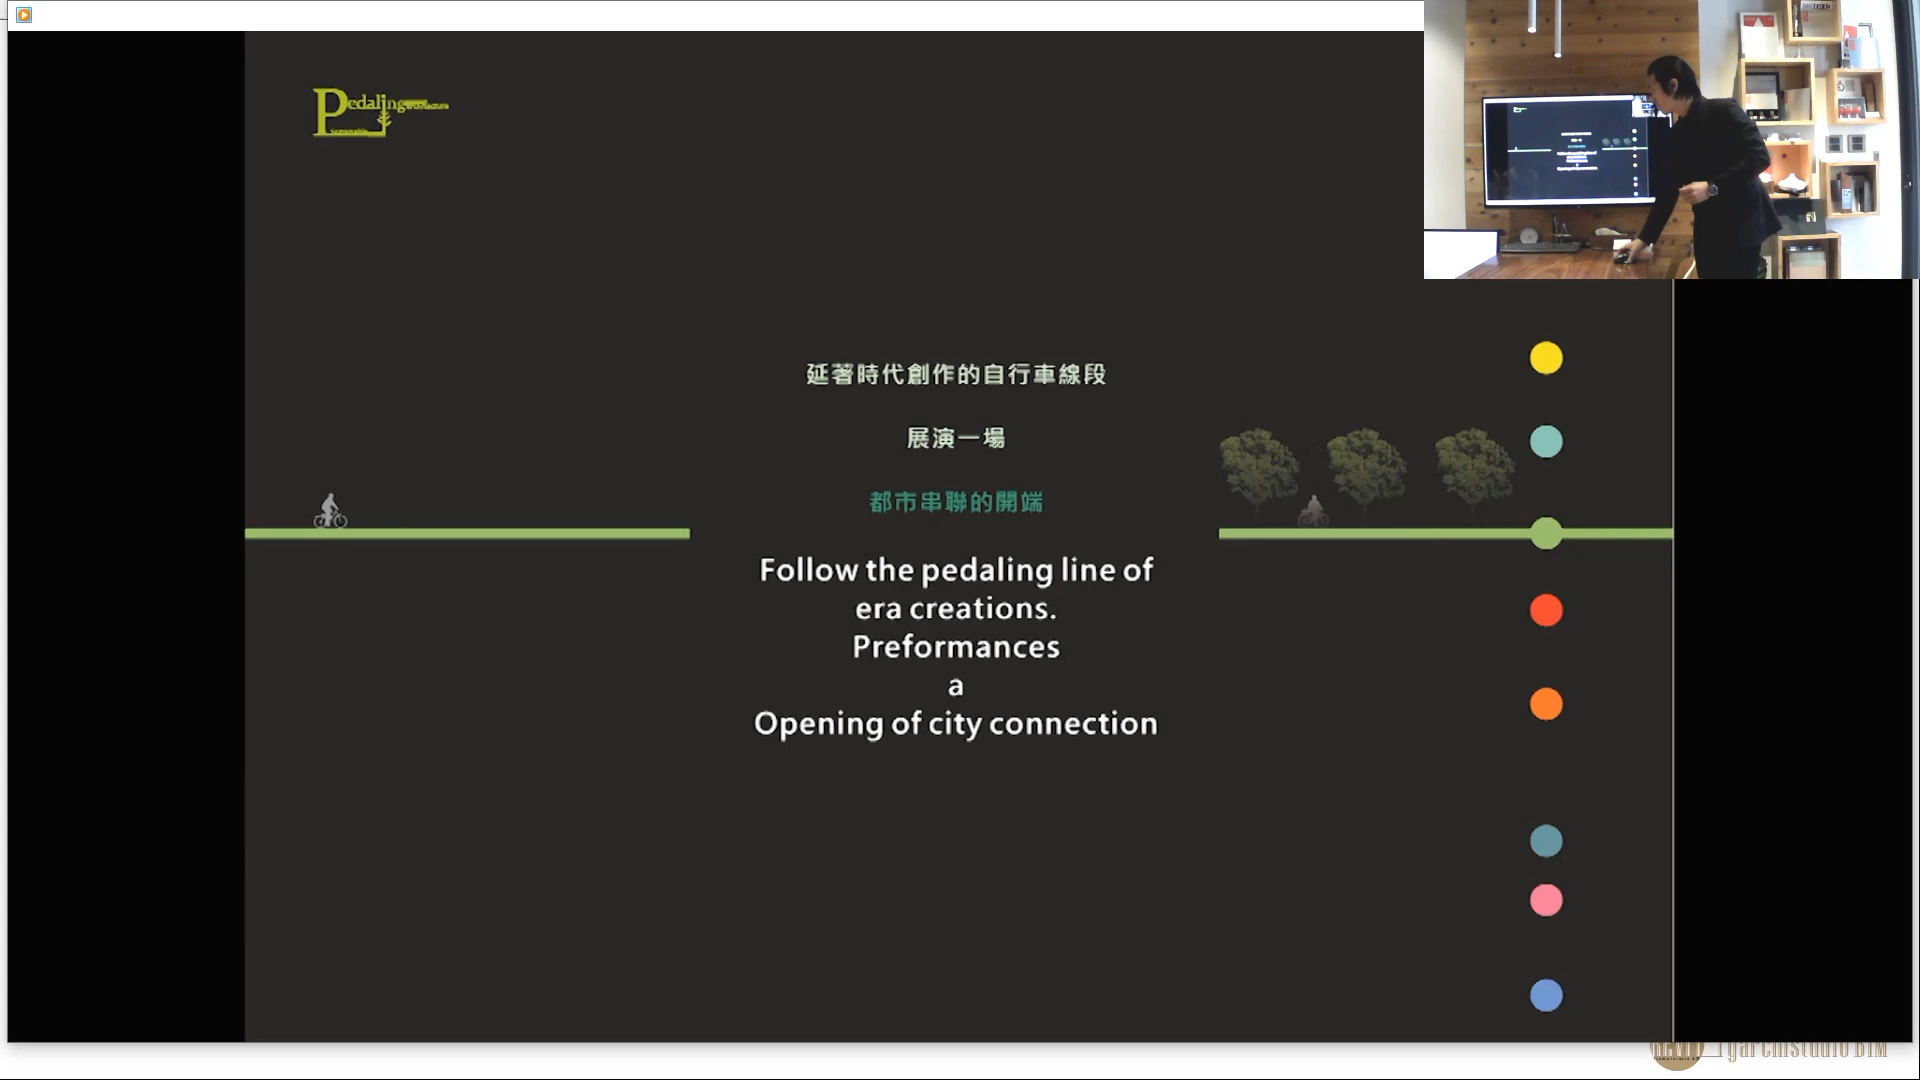 Pedaling
延著時代創作的自行車線段
展演一場
都市串聯的開端
Follow the pedaling line of
era creations.
Preformances
a
Opening of city connection